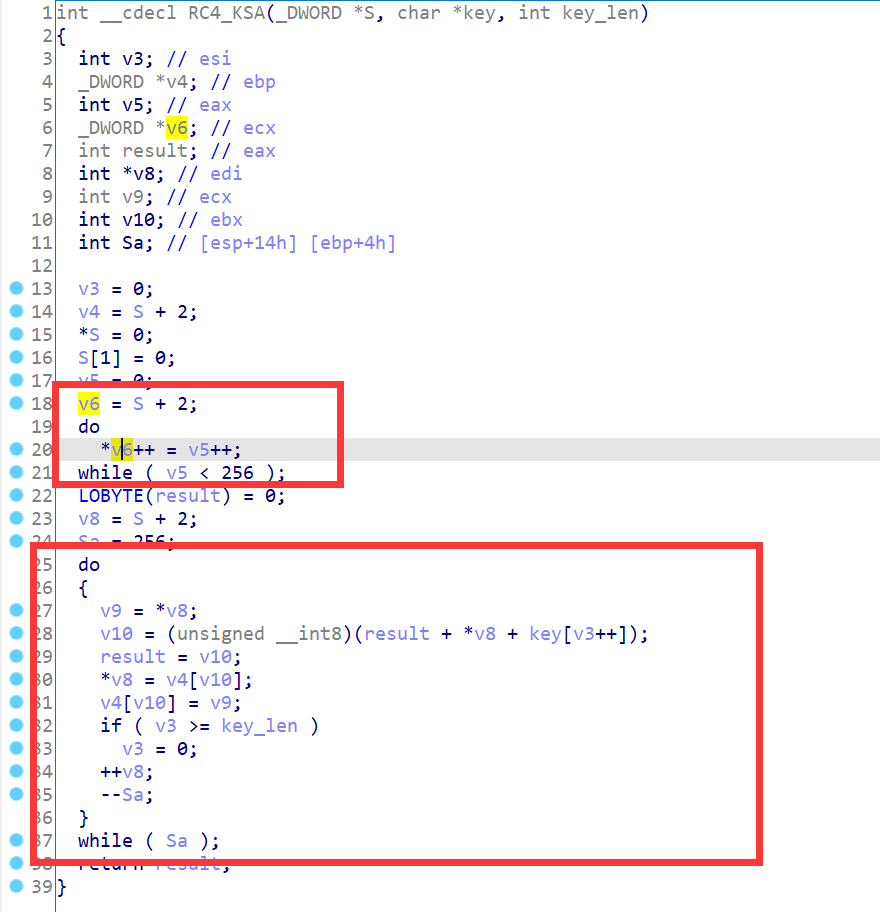 1 int __cdecl RC4_KSA(_DWORD *S, char *key, int key_len)
2 {
3 int v3; // esi
4 _DWORD *v4; // ebp
5 int v5; // eax
6 _DWORD *v6; // ecx
7 int result; // eax
8 int *v8; // edi
9 int v9; // ecx
10 int v10; // ebx
11 int Sa; // [esp+14h] [ebp+4h]
12
13 v3 = 0;
14 v4 = S + 2;
15 *S = 0;
16 S[1] = 0;
17 v5 = 0;
18 v6 = S + 2;
19 do
20 *v6++ = v5++;
21 while ( v5 < 256 );
22 LOBYTE(result) = 0;
23 v8 = S + 2;
24 Sa = 256;
25 do
26 {
27 v9 = *v8;
28 v10 = (unsigned __int8)(result + *v8 + key[v3++]);
29 result = v10;
30 *v8 = v4[v10];
31 v4[v10] = v9;
32 if ( v3 >= key_len )
33 v3 = 0;
34 ++v8;
35 --Sa;
36 }
37 while ( Sa );
38 return result;
39 }